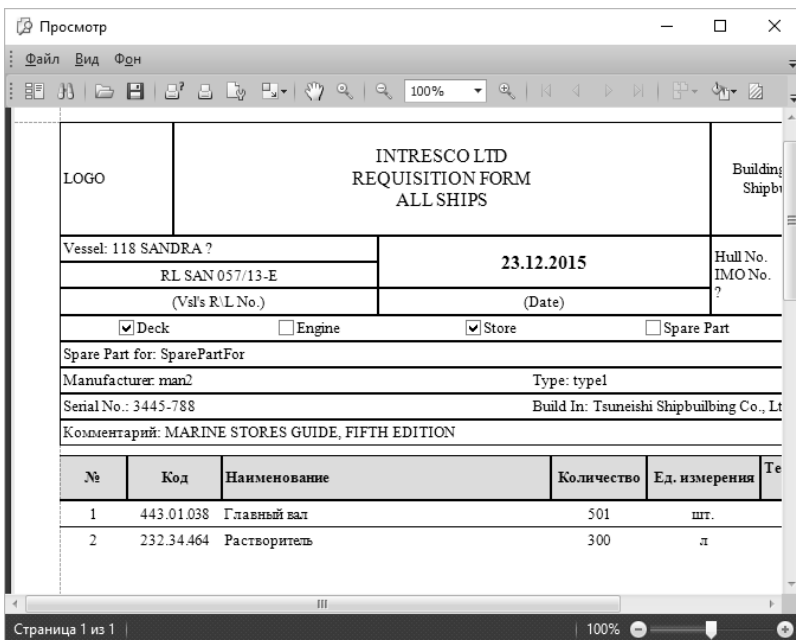 Просмотр
Файл Вид Фон
100%
LOGO
INTRESCO LTD
REQUISITION FORM
ALL SHIPS
Building
Shipbu
Vessel: 118 SANDRA ?
RL SAN 057/13-E
(Vsl's R\L No.)
23.12.2015
(Date)
Hull No.
IMO No.
?
Deck Engine Store Spare Part
Spare Part for: SparePartFor
Manufacturer: man2 Type: type1
Serial No.: 3445-788 Build In: Tsuneishi Shipbuilbing Co., Lt
Комментарий: MARINE STORES GUIDE, FIFTH EDITION
№ Код Наименование Количество Ед. измерения Те
1 443.01.038 Главный вал 501 шт.
2 232.34.464 Растворитель 300 л
Страница 1 из 1 100%